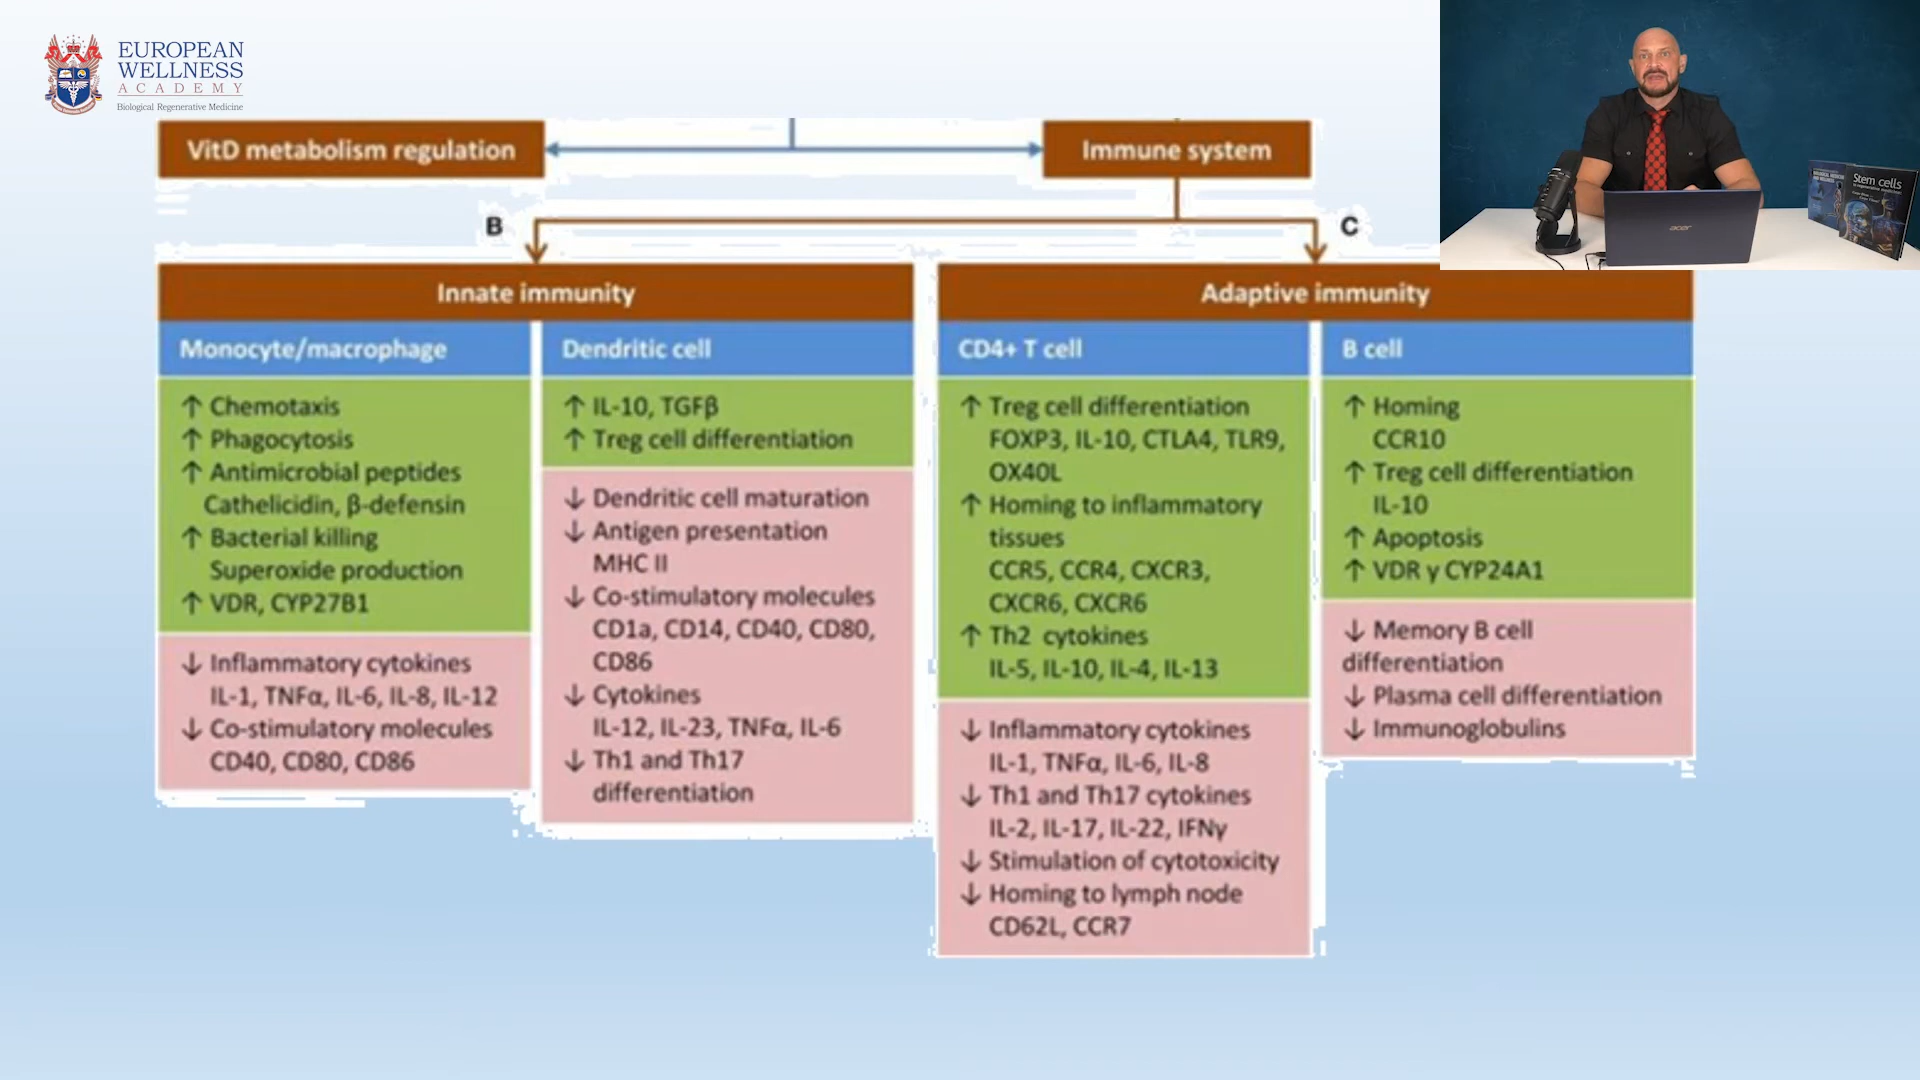 EUROPEAN
WELLNESS
ACADEMY
Biological Regenerative Medicine
VitD metabolism regulation
Immune system
B
C
Innate immunity
Adaptive immunity
Monocyte/macrophage
↑ Chemotaxis
↑ Phagocytosis
↑ Antimicrobial peptides
Cathelicidin, β-defensin
↑ Bacterial killing
Superoxide production
↑ VDR, CYP27B1
↓ Inflammatory cytokines
IL-1, TNFα, IL-6, IL-8, IL-12
↓ Co-stimulatory molecules
CD40, CD80, CD86
Dendritic cell
↑ IL-10, TGFβ
↑ Treg cell differentiation
↓ Dendritic cell maturation
↓ Antigen presentation
MHC II
↓ Co-stimulatory molecules
CD1a, CD14, CD40, CD80,
CD86
↓ Cytokines
IL-12, IL-23, TNFα, IL-6
↓ Th1 and Th17
differentiation
CD4+ T cell
↑ Treg cell differentiation
FOXP3, IL-10, CTLA4, TLR9,
OX40L
↑ Homing to inflammatory
tissues
CCR5, CCR4, CXCR3,
CXCR6, CXCR6
↑ Th2 cytokines
IL-5, IL-10, IL-4, IL-13
↓ Inflammatory cytokines
IL-1, TNFα, IL-6, IL-8
↓ Th1 and Th17 cytokines
IL-2, IL-17, IL-22, IFNγ
↓ Stimulation of cytotoxicity
↓ Homing to lymph node
CD62L, CCR7
B cell
↑ Homing
CCR10
↑ Treg cell differentiation
IL-10
↑ Apoptosis
↑ VDR y CYP24A1
↓ Memory B cell
differentiation
↓ Plasma cell differentiation
↓ Immunoglobulins
acer
Stem cells